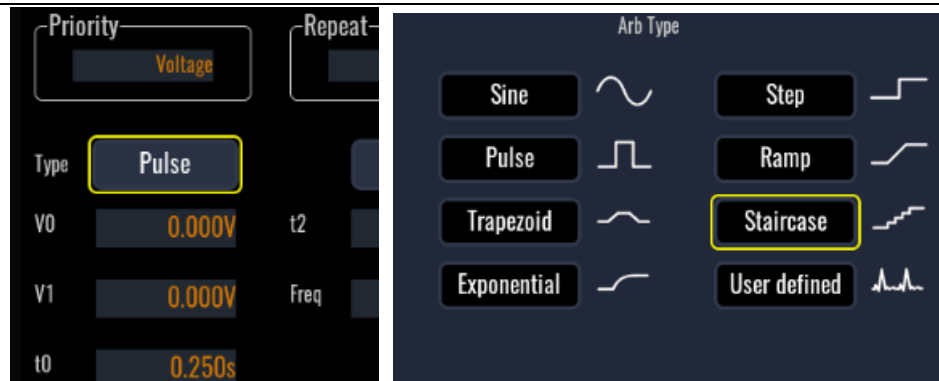 Priority
Repeat
Voltage
Type
Pulse
V0
0.000V
t2
V1
0.000V
Freq
t0
0.250s
Arb Type
Sine
Step
Pulse
Ramp
Trapezoid
Staircase
Exponential
User defined